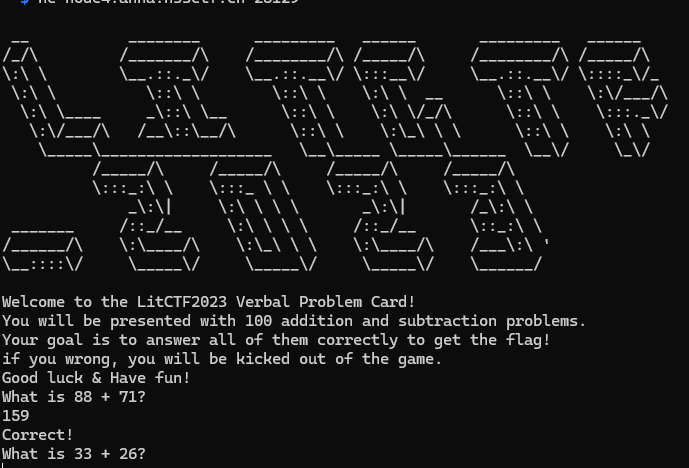 $ nc node4.anna.nssctf.cn 28129
Welcome to the LitCTF2023 Verbal Problem Card!
You will be presented with 100 addition and subtraction problems.
Your goal is to answer all of them correctly to get the flag!
if you wrong, you will be kicked out of the game.
Good luck & Have fun!
What is 88 + 71?
159
Correct!
What is 33 + 26?